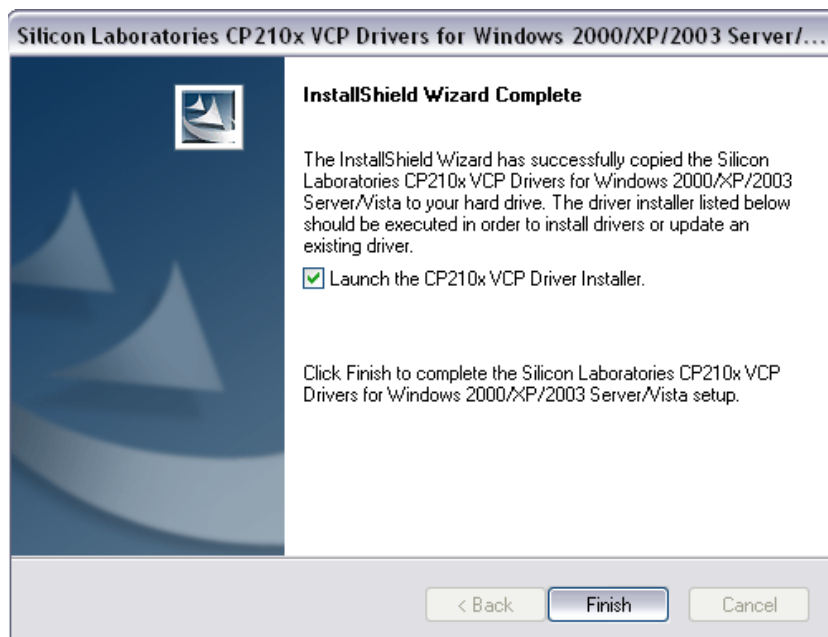 Silicon Laboratories CP210x VCP Drivers for Windows 2000/XP/2003 Server/...
InstallShield Wizard Complete
The InstallShield Wizard has successfully copied the Silicon
Laboratories CP210x VCP Drivers for Windows 2000/XP/2003
Server/Vista to your hard drive. The driver installer listed below
should be executed in order to install drivers or update an
existing driver.
Launch the CP210x VCP Driver Installer.
Click Finish to complete the Silicon Laboratories CP210x VCP
Drivers for Windows 2000/XP/2003 Server/Vista setup.
< Back Finish Cancel